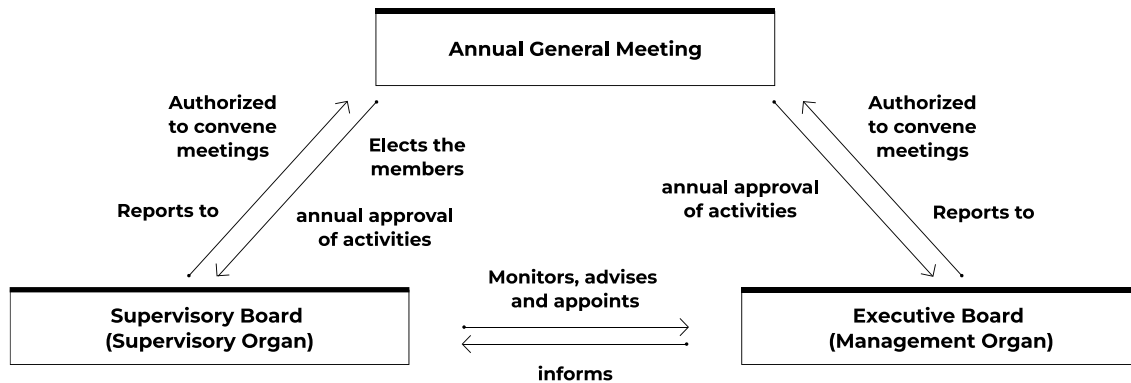 Annual General Meeting
Authorized
to convene
meetings
Elects the
members
Reports to
annual approval
of activities
Authorized
to convene
meetings
annual approval
of activities
Reports to
Monitors, advises
and appoints
Supervisory Board
(Supervisory Organ)
Executive Board
(Management Organ)
informs